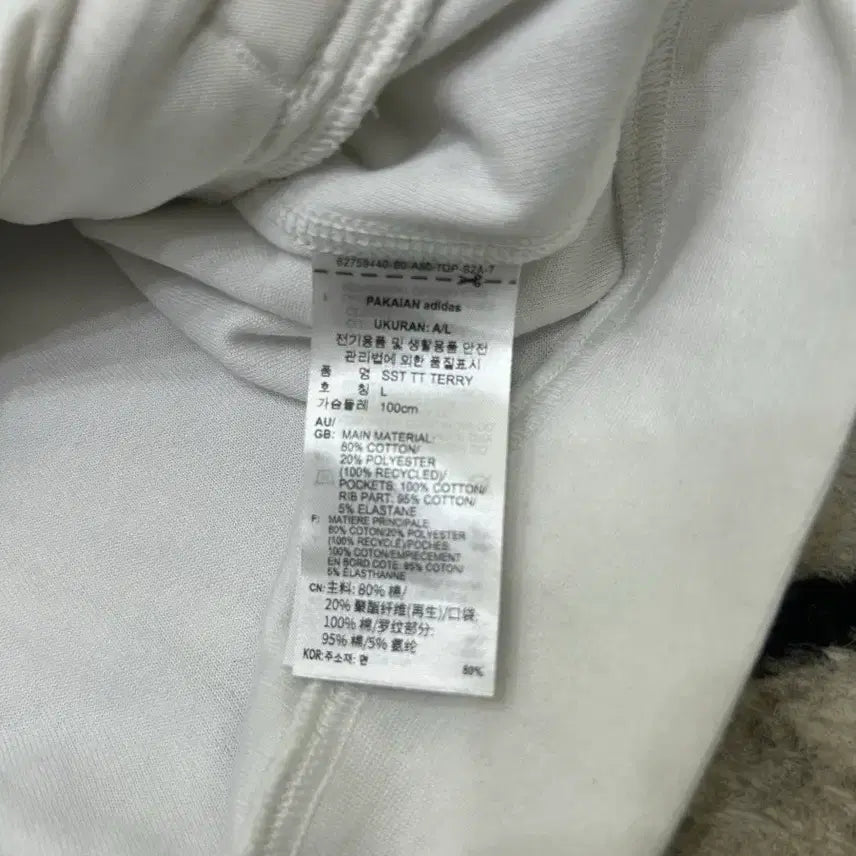 PAKAIAN adidas
UKURAN: A/L
전기용품 및 생활용품 안전
관리법에 의한 품질표시
품 명 SST TT TERRY
호 칭 L
가슴둘레 100cm
AU/
GB: MAIN MATERIAL
80% COTTON/
20% POLYESTER
(100% RECYCLED)/
POCKETS: 100% COTTON/
RIB PART: 95% COTTON/
5% ELASTANE
F: MATIERE PRINCIPALE
80% COTON/20% POLYESTER
(100% RECYCLE)/POCHES:
100% COTON/EMPIECEMENT
EN BORD COTE: 95% COTON/
5% ELASTHANNE
CN: 主料: 80% 棉/
20% 聚酯纤维(再生)/口袋:
100% 棉/罗纹部分:
95% 棉/5% 氨纶
KOR: 주소재: 면 80%